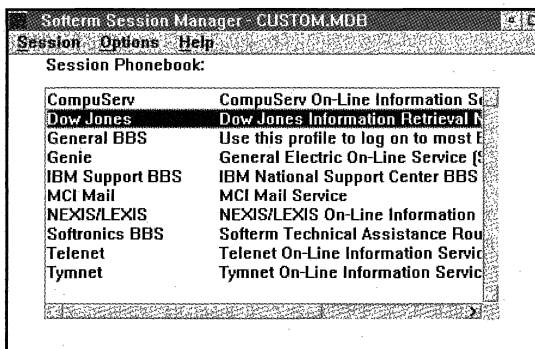 Softerm Session Manager - CUSTOM.MDB
Session Options Help
Session Phonebook:
CompuServ CompuServ On-Line Information
Dow Jones Dow Jones Information Retrieval
General BBS Use this profile to log on to most
Genie General Electric On-Line Service
IBM Support BBS IBM National Support Center BBS
MCI Mail MCI Mail Service
NEXIS/LEXIS NEXIS/LEXIS On-Line Information
Softronics BBS Softerm Technical Assistance
Telenet Telenet On-Line Information
Tymnet Tymnet On-Line Information